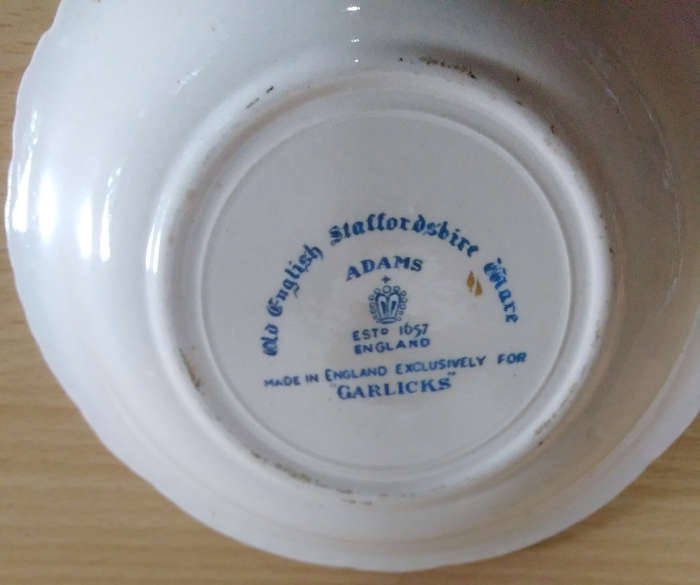 Old English Staffordshire Ware
ADAMS
ESTD 1657
ENGLAND
MADE IN ENGLAND EXCLUSIVELY FOR
"GARLICKS"